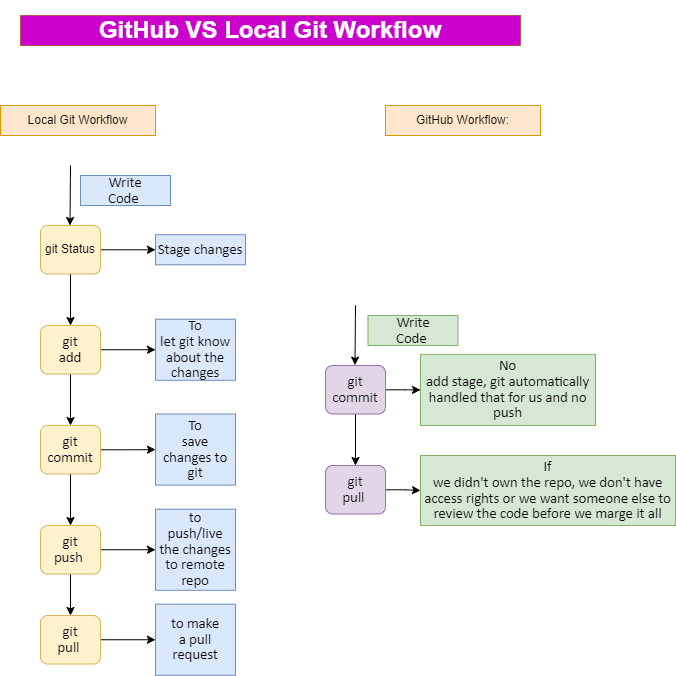 GitHub VS Local Git Workflow
Local Git Workflow
GitHub Workflow:
Write
Code
git Status
Stage changes
git
add
To
let git know
about the
changes
git
commit
To
save
changes to
git
git
push
to
push/live
the changes
to remote
repo
git
pull
to make
a pull
request
Write
Code
git
commit
No
add stage, git automatically
handled that for us and no
push
git
pull
If
we didn't own the repo, we don't have
access rights or we want someone else to
review the code before we marge it all